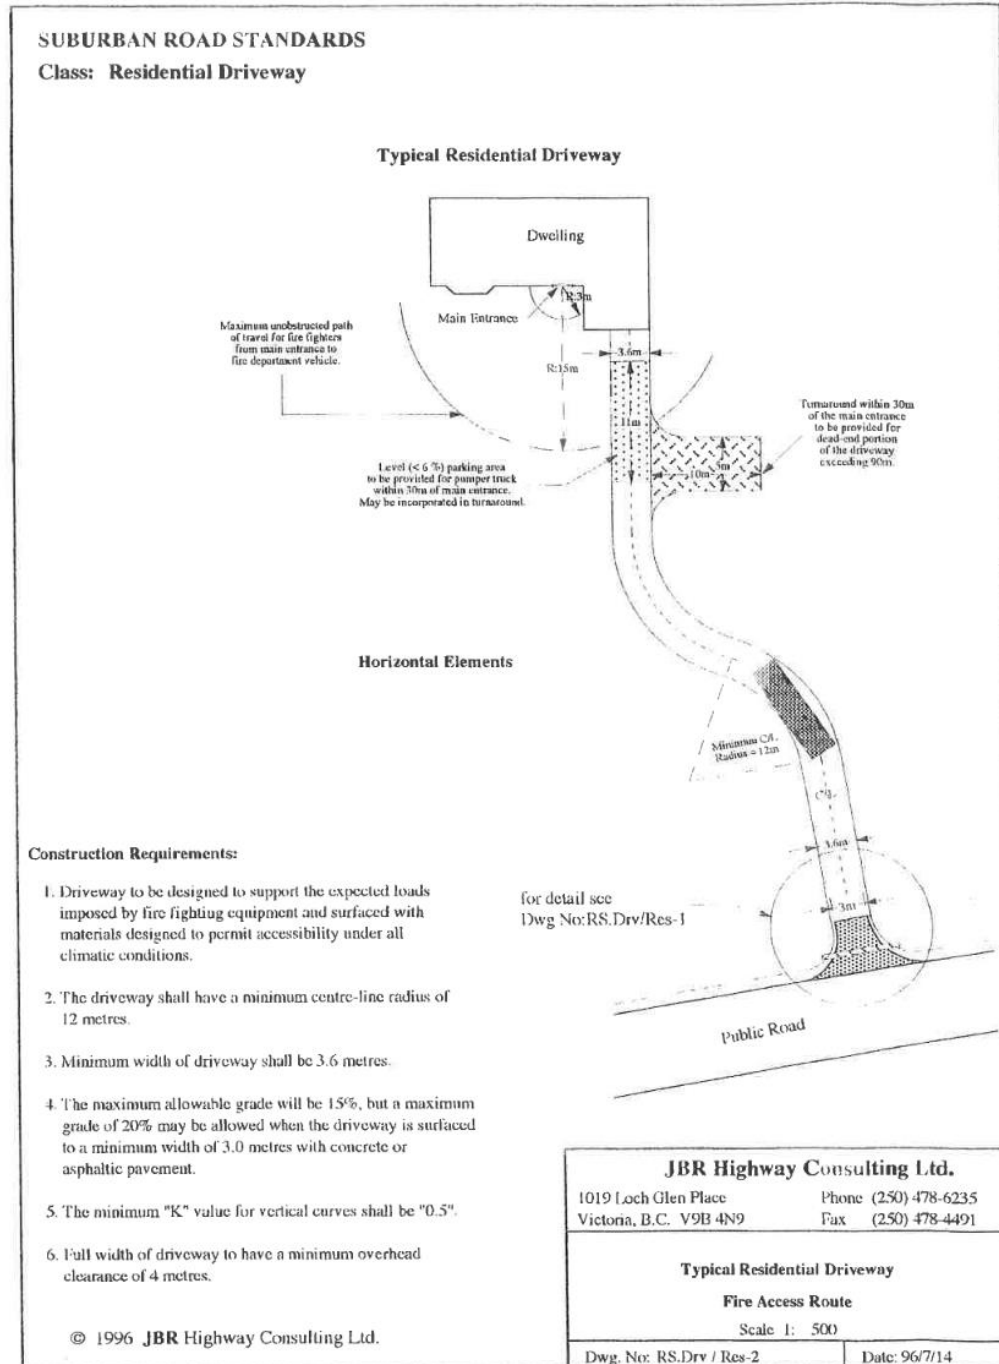 SUBURBAN ROAD STANDARDS
Class: Residential Driveway
Typical Residential Driveway
Dwelling
R:3m
Main Entrance
Maximum unobstructed path
of travel for fire fighters
from main entrance to
fire department vehicle.
3.6m
R:15m
11m
Turnaround within 30m
of the main entrance
to be provided for
dead-end portion
of the driveway
exceeding 90m.
5m
10m
Level (< 6 %) parking area
to be provided for pumper truck
within 30m of main entrance.
May be incorporated in turnaround.
Horizontal Elements
Minimum C/L
Radius = 12m
C/L
3.6m
3m
for detail see
Dwg No:RS.Drv/Res-1
Public Road
Construction Requirements:
1. Driveway to be designed to support the expected loads
imposed by fire fighting equipment and surfaced with
materials designed to permit accessibility under all
climatic conditions.
2. The driveway shall have a minimum centre-line radius of
12 metres.
3. Minimum width of driveway shall be 3.6 metres.
4. The maximum allowable grade will be 15%, but a maximum
grade of 20% may be allowed when the driveway is surfaced
to a minimum width of 3.0 metres with concrete or
asphaltic pavement.
5. The minimum "K" value for vertical curves shall be "0.5".
6. Full width of driveway to have a minimum overhead
clearance of 4 metres.
© 1996 JBR Highway Consulting Ltd.
JBR Highway Consulting Ltd.
1019 Loch Glen Place Phone (250) 478-6235
Victoria, B.C. V9B 4N9 Fax (250) 478-4491
Typical Residential Driveway
Fire Access Route
Scale 1: 500
Dwg. No: RS.Drv / Res-2 Date: 96/7/14